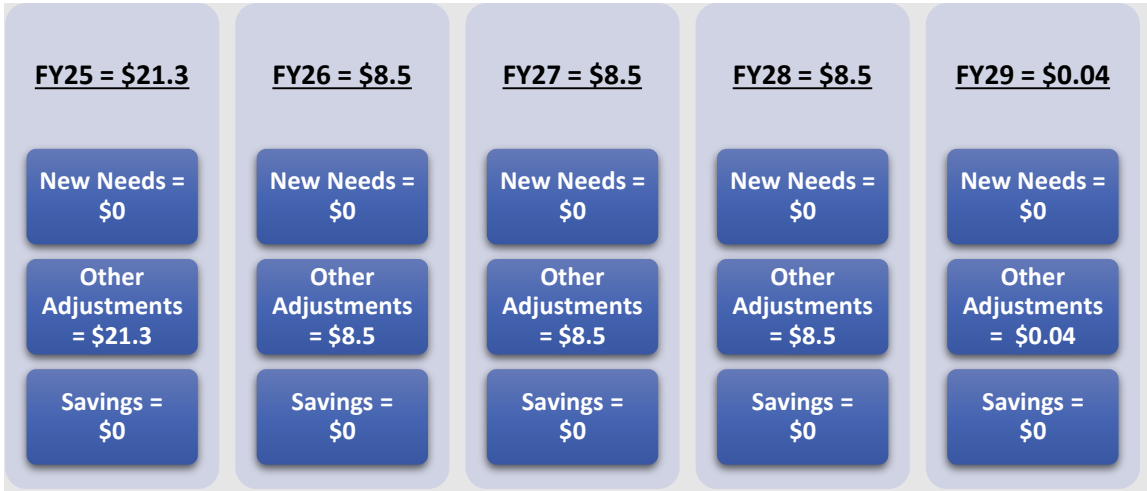 FY25 = $21.3
New Needs =
$0
Other
Adjustments
= $21.3
Savings =
$0
FY26 = $8.5
New Needs =
$0
Other
Adjustments
= $8.5
Savings =
$0
FY27 = $8.5
New Needs =
$0
Other
Adjustments
= $8.5
Savings =
$0
FY28 = $8.5
New Needs =
$0
Other
Adjustments
= $8.5
Savings =
$0
FY29 = $0.04
New Needs =
$0
Other
Adjustments
= $0.04
Savings =
$0